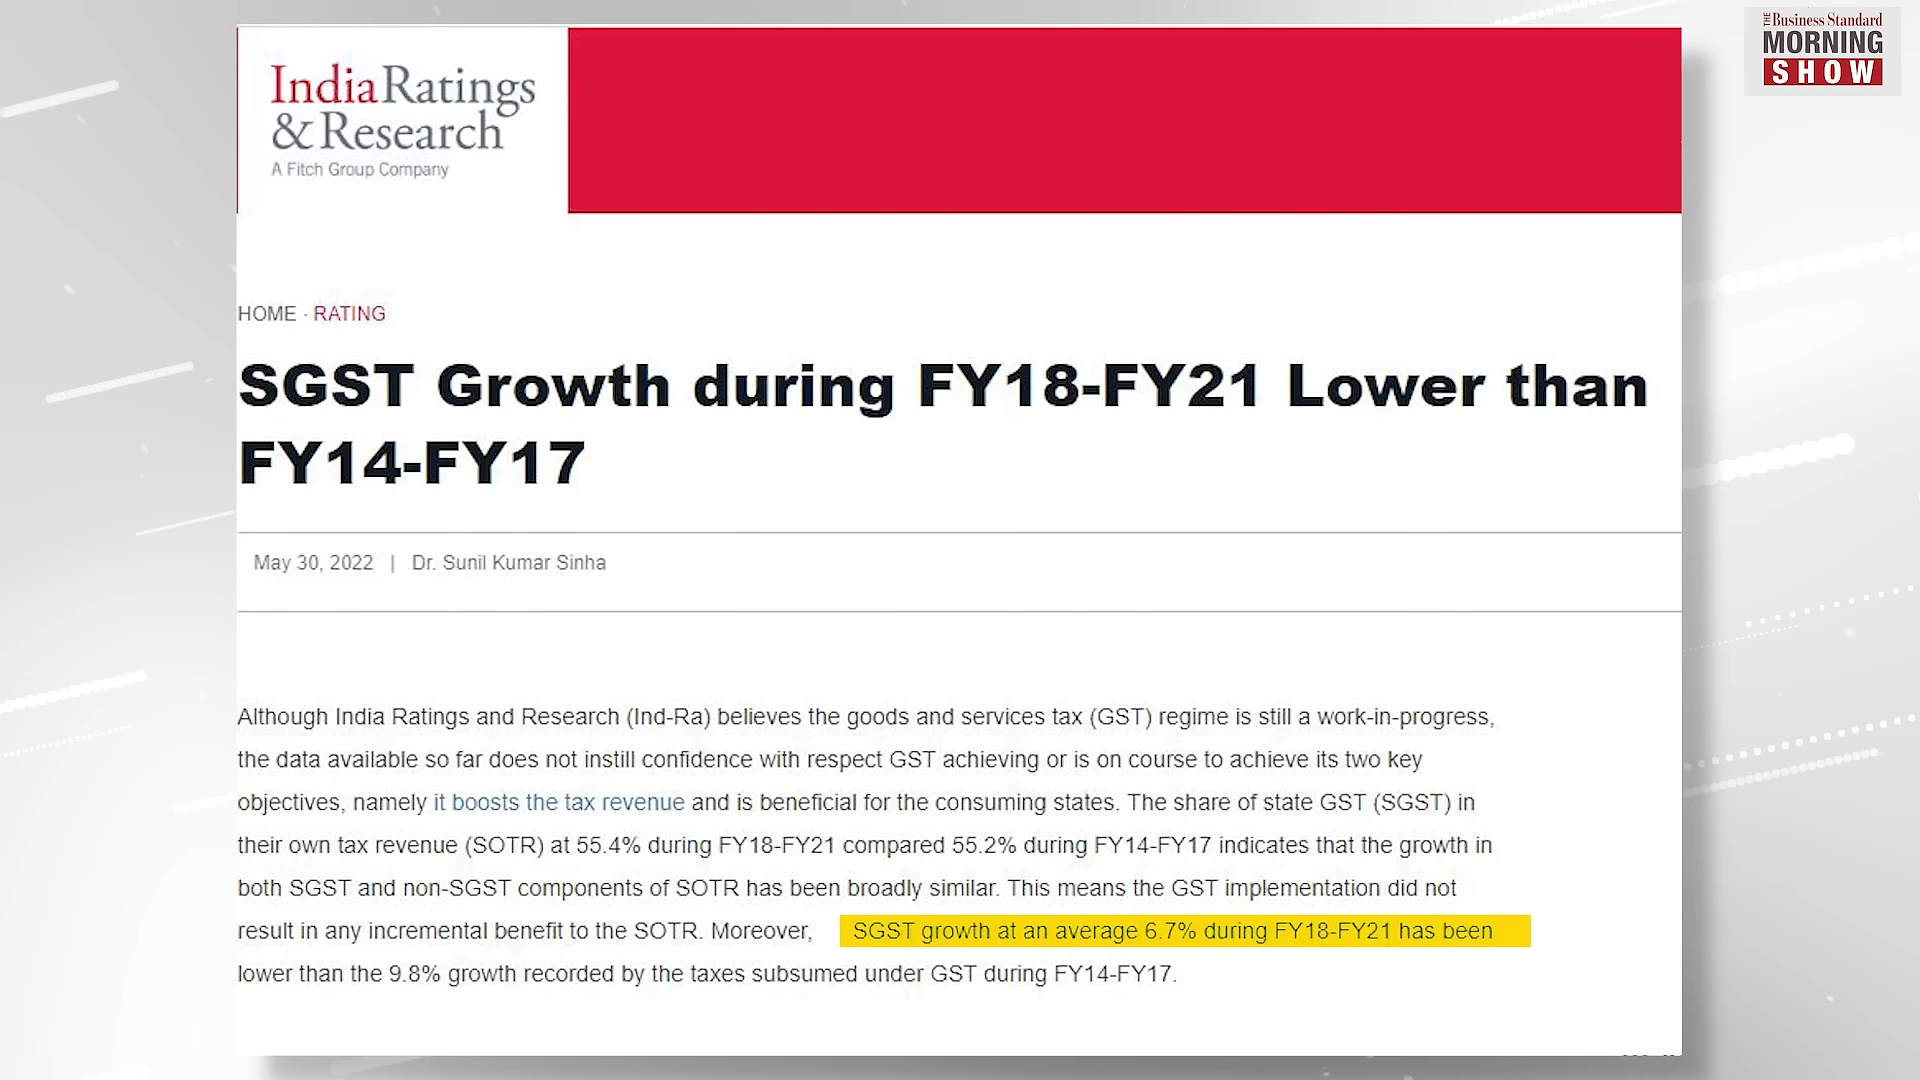 THE Business Standard
MORNING
SHOW
IndiaRatings
& Research
A Fitch Group Company
HOME - RATING
SGST Growth during FY18-FY21 Lower than
FY14-FY17
May 30, 2022 | Dr. Sunil Kumar Sinha
Although India Ratings and Research (Ind-Ra) believes the goods and services tax (GST) regime is still a work-in-progress,
the data available so far does not instill confidence with respect GST achieving or is on course to achieve its two key
objectives, namely it boosts the tax revenue and is beneficial for the consuming states. The share of state GST (SGST) in
their own tax revenue (SOTR) at 55.4% during FY18-FY21 compared 55.2% during FY14-FY17 indicates that the growth in
both SGST and non-SGST components of SOTR has been broadly similar. This means the GST implementation did not
result in any incremental benefit to the SOTR. Moreover, SGST growth at an average 6.7% during FY18-FY21 has been
lower than the 9.8% growth recorded by the taxes subsumed under GST during FY14-FY17.